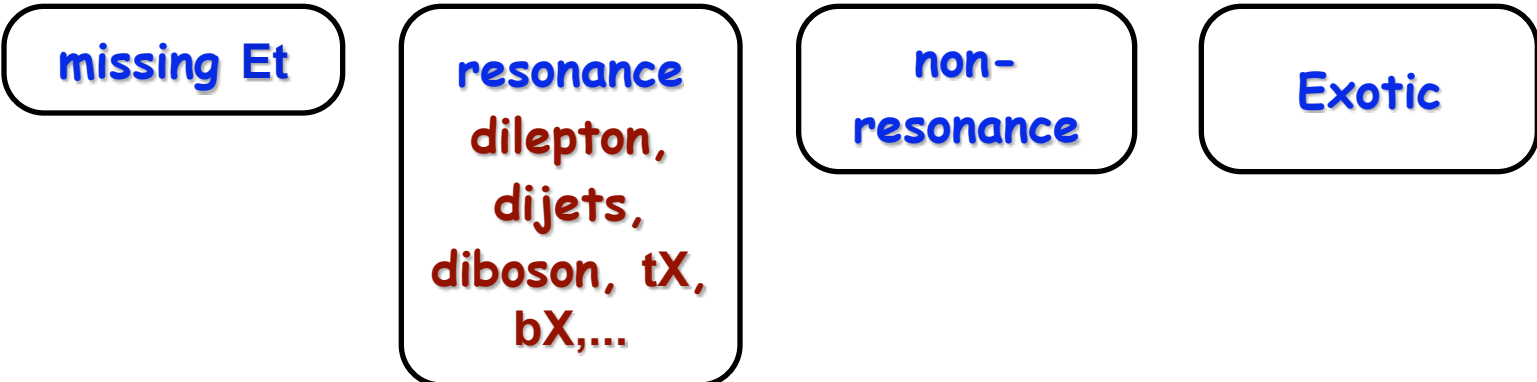 missing Et
resonance
dilepton,
dijets,
diboson, tX,
bX,...
non-
resonance
Exotic